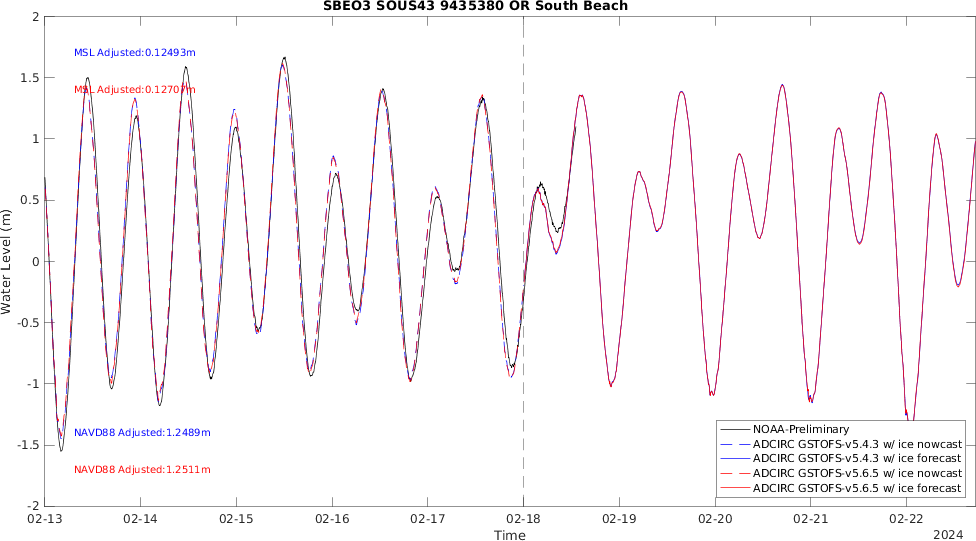 SBEO3 SOUS43 9435380 OR South Beach
2
1.5
1
0.5
0
-0.5
-1
-1.5
-2
Water Level (m)
MSL Adjusted:0.12493m
MSL Adjusted:0.12707m
NAVD88 Adjusted:1.2489m
NAVD88 Adjusted:1.2511m
NOAA-Preliminary
ADCIRC GSTOFS-v5.4.3 w/ ice nowcast
ADCIRC GSTOFS-v5.4.3 w/ ice forecast
ADCIRC GSTOFS-v5.6.5 w/ ice nowcast
ADCIRC GSTOFS-v5.6.5 w/ ice forecast
02-13 02-14 02-15 02-16 02-17 02-18 02-19 02-20 02-21 02-22
Time
2024